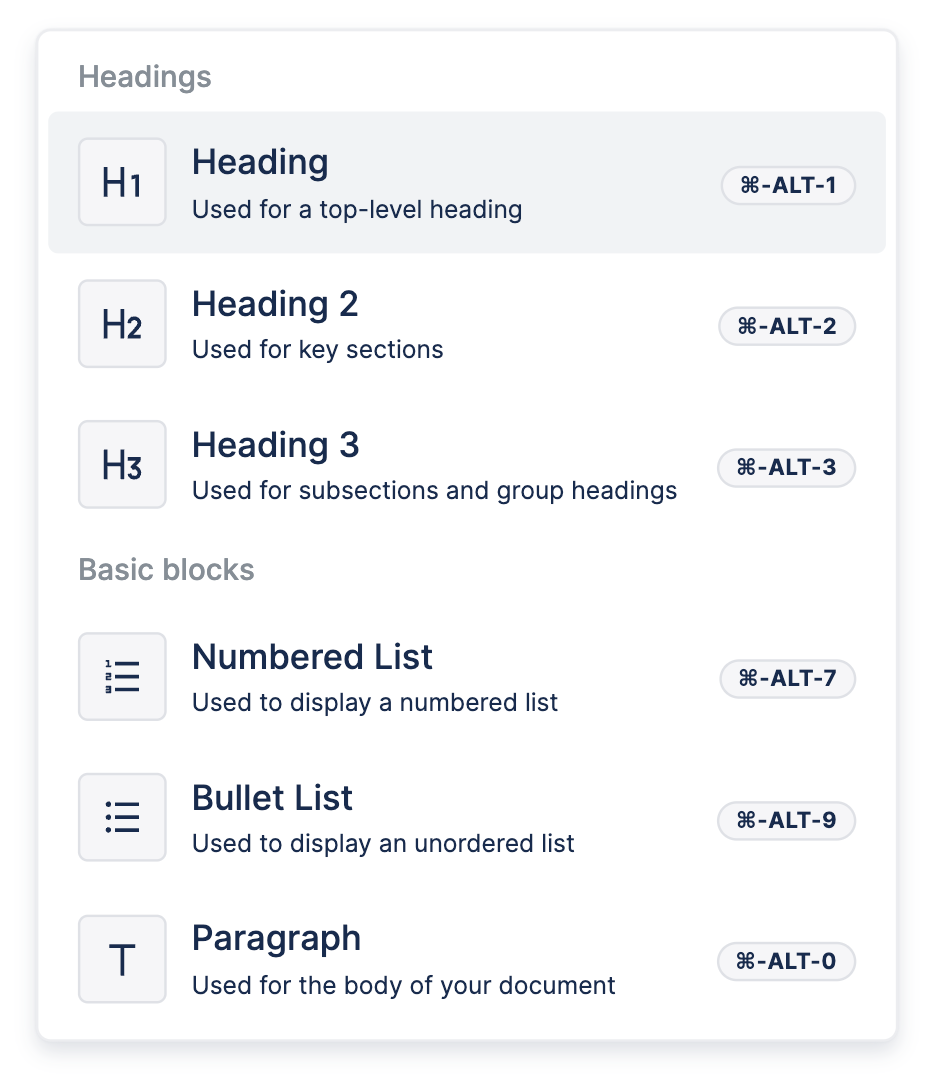 Headings
H1
Heading
Used for a top-level heading
⌘-ALT-1
H2
Heading 2
Used for key sections
⌘-ALT-2
H3
Heading 3
Used for subsections and group headings
⌘-ALT-3
Basic blocks
1
2
3
Numbered List
Used to display a numbered list
⌘-ALT-7
Bullet List
Used to display an unordered list
⌘-ALT-9
T
Paragraph
Used for the body of your document
⌘-ALT-0